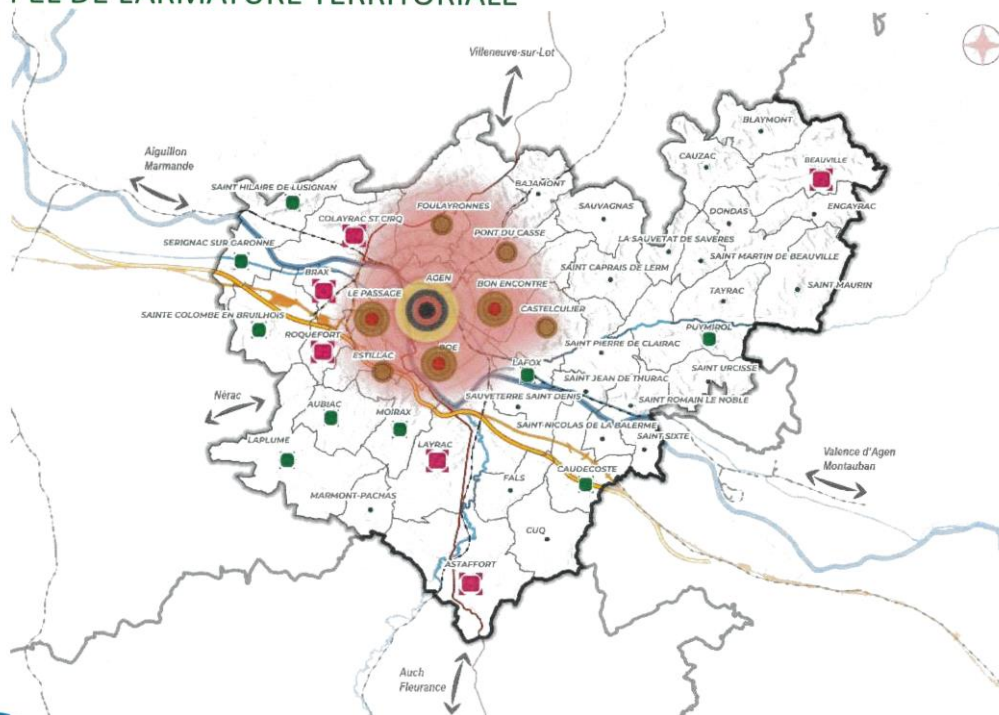 DE L'ARMATURE TERRITORIALE
Villeneuve-sur-Lot
BLAYMONT
Aiguillon
Marmande
CAUZAC
BEAUVILLE
SAINT HILAIRE DE LUSIGNAN
BAJAMONT
FOULAYRONNES
SAUVAGNAS
DONDAS
ENGAYRAC
COLAYRAC ST CIRQ
PONT DU CASSE
LA SAUVETAT DE SAVERES
SERIGNAC SUR GARONNE
SAINT MARTIN DE BEAUVILLE
SAINT CAPRAIS DE LERM
BRAX
AGEN
BON ENCONTRE
SAINT MAURIN
LE PASSAGE
TAYRAC
CASTELCULIER
SAINTE COLOMBE EN BRUILHOIS
PUYMIROL
ROQUEFORT
SAINT PIERRE DE CLAIRAC
BOE
ESTILLAC
LAFOX
SAINT URCISSE
SAINT JEAN DE THURAC
Nérac
SAUVETERRE SAINT DENIS
SAINT ROMAIN LE NOBLE
AUBIAC
MOIRAX
SAINT NICOLAS DE LA BALERME
SAINT SIXTE
LAPLUME
LAYRAC
Valence d'Agen
Montauban
CAUDECOSTE
FALS
MARMONT-PACHAS
CUQ
ASTAFFORT
Auch
Fleurance